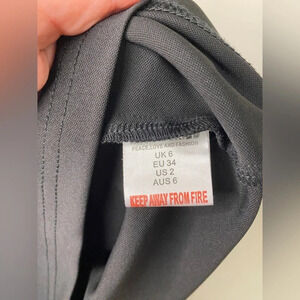 PEACE, LOVE AND FASHION
UK 6
EU 34
US 2
AUS 6
KEEP AWAY FROM FIRE